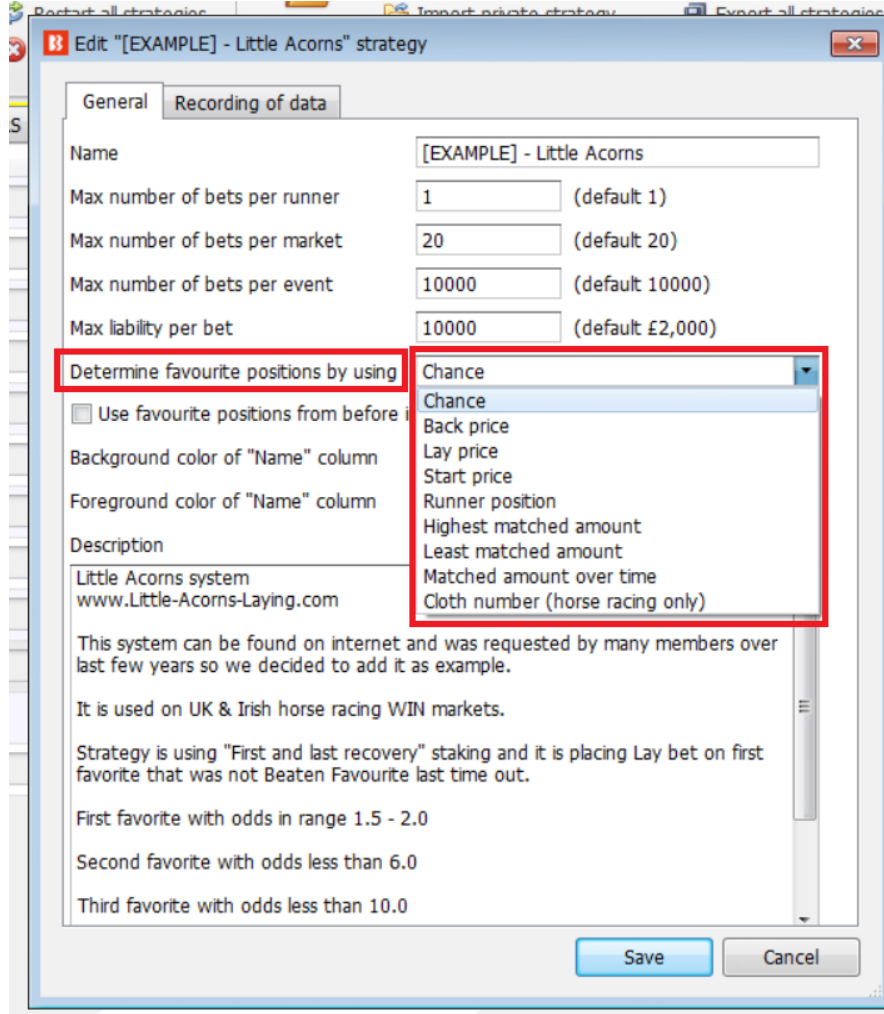 Restart all strategies
Import private strategy
Export all strategies
Edit "[EXAMPLE] - Little Acorns" strategy
General
Recording of data
Name
[EXAMPLE] - Little Acorns
Max number of bets per runner
1
(default 1)
Max number of bets per market
20
(default 20)
Max number of bets per event
10000
(default 10000)
Max liability per bet
10000
(default £2,000)
Determine favourite positions by using
Chance
Chance
Back price
Lay price
Start price
Runner position
Highest matched amount
Least matched amount
Matched amount over time
Cloth number (horse racing only)
Use favourite positions from before
Background color of "Name" column
Foreground color of "Name" column
Description
Little Acorns system
www.Little-Acorns-Laying.com
This system can be found on internet and was requested by many members over
last few years so we decided to add it as example.
It is used on UK & Irish horse racing WIN markets.
Strategy is using "First and last recovery" staking and it is placing Lay bet on first
favorite that was not Beaten Favourite last time out.
First favorite with odds in range 1.5 - 2.0
Second favorite with odds less than 6.0
Third favorite with odds less than 10.0
Save
Cancel